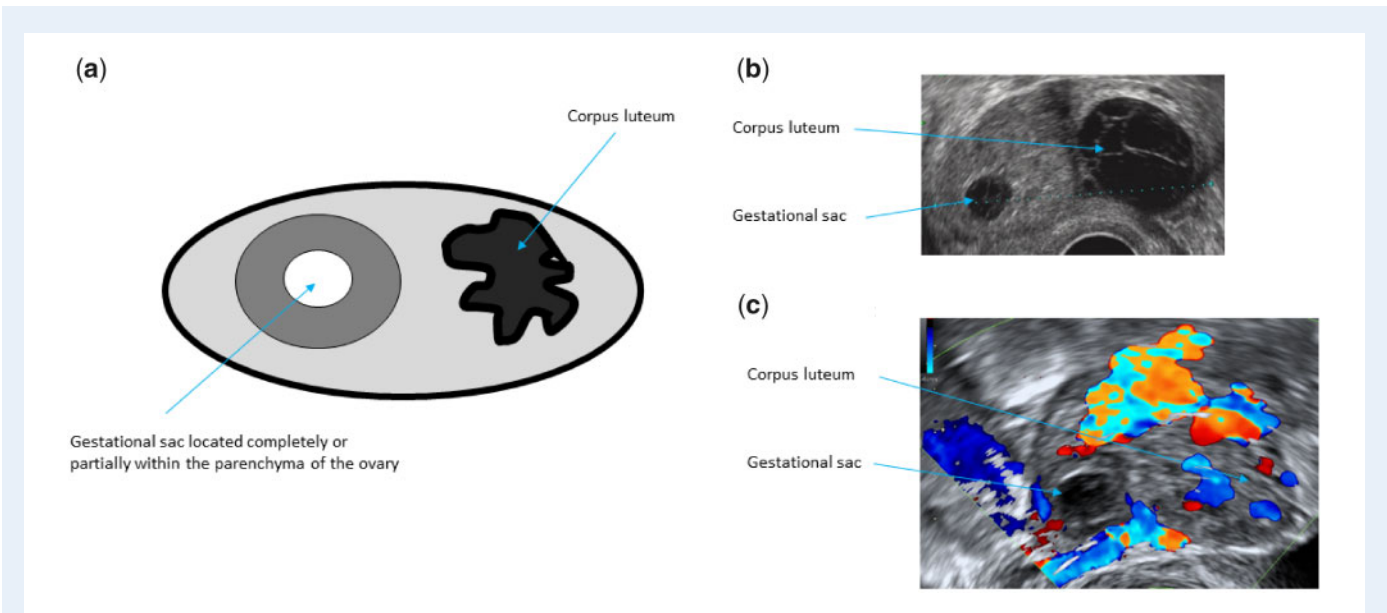 (a)
Corpus luteum
Gestational sac located completely or
partially within the parenchyma of the ovary
(b)
Corpus luteum
Gestational sac
(c)
Corpus luteum
Gestational sac